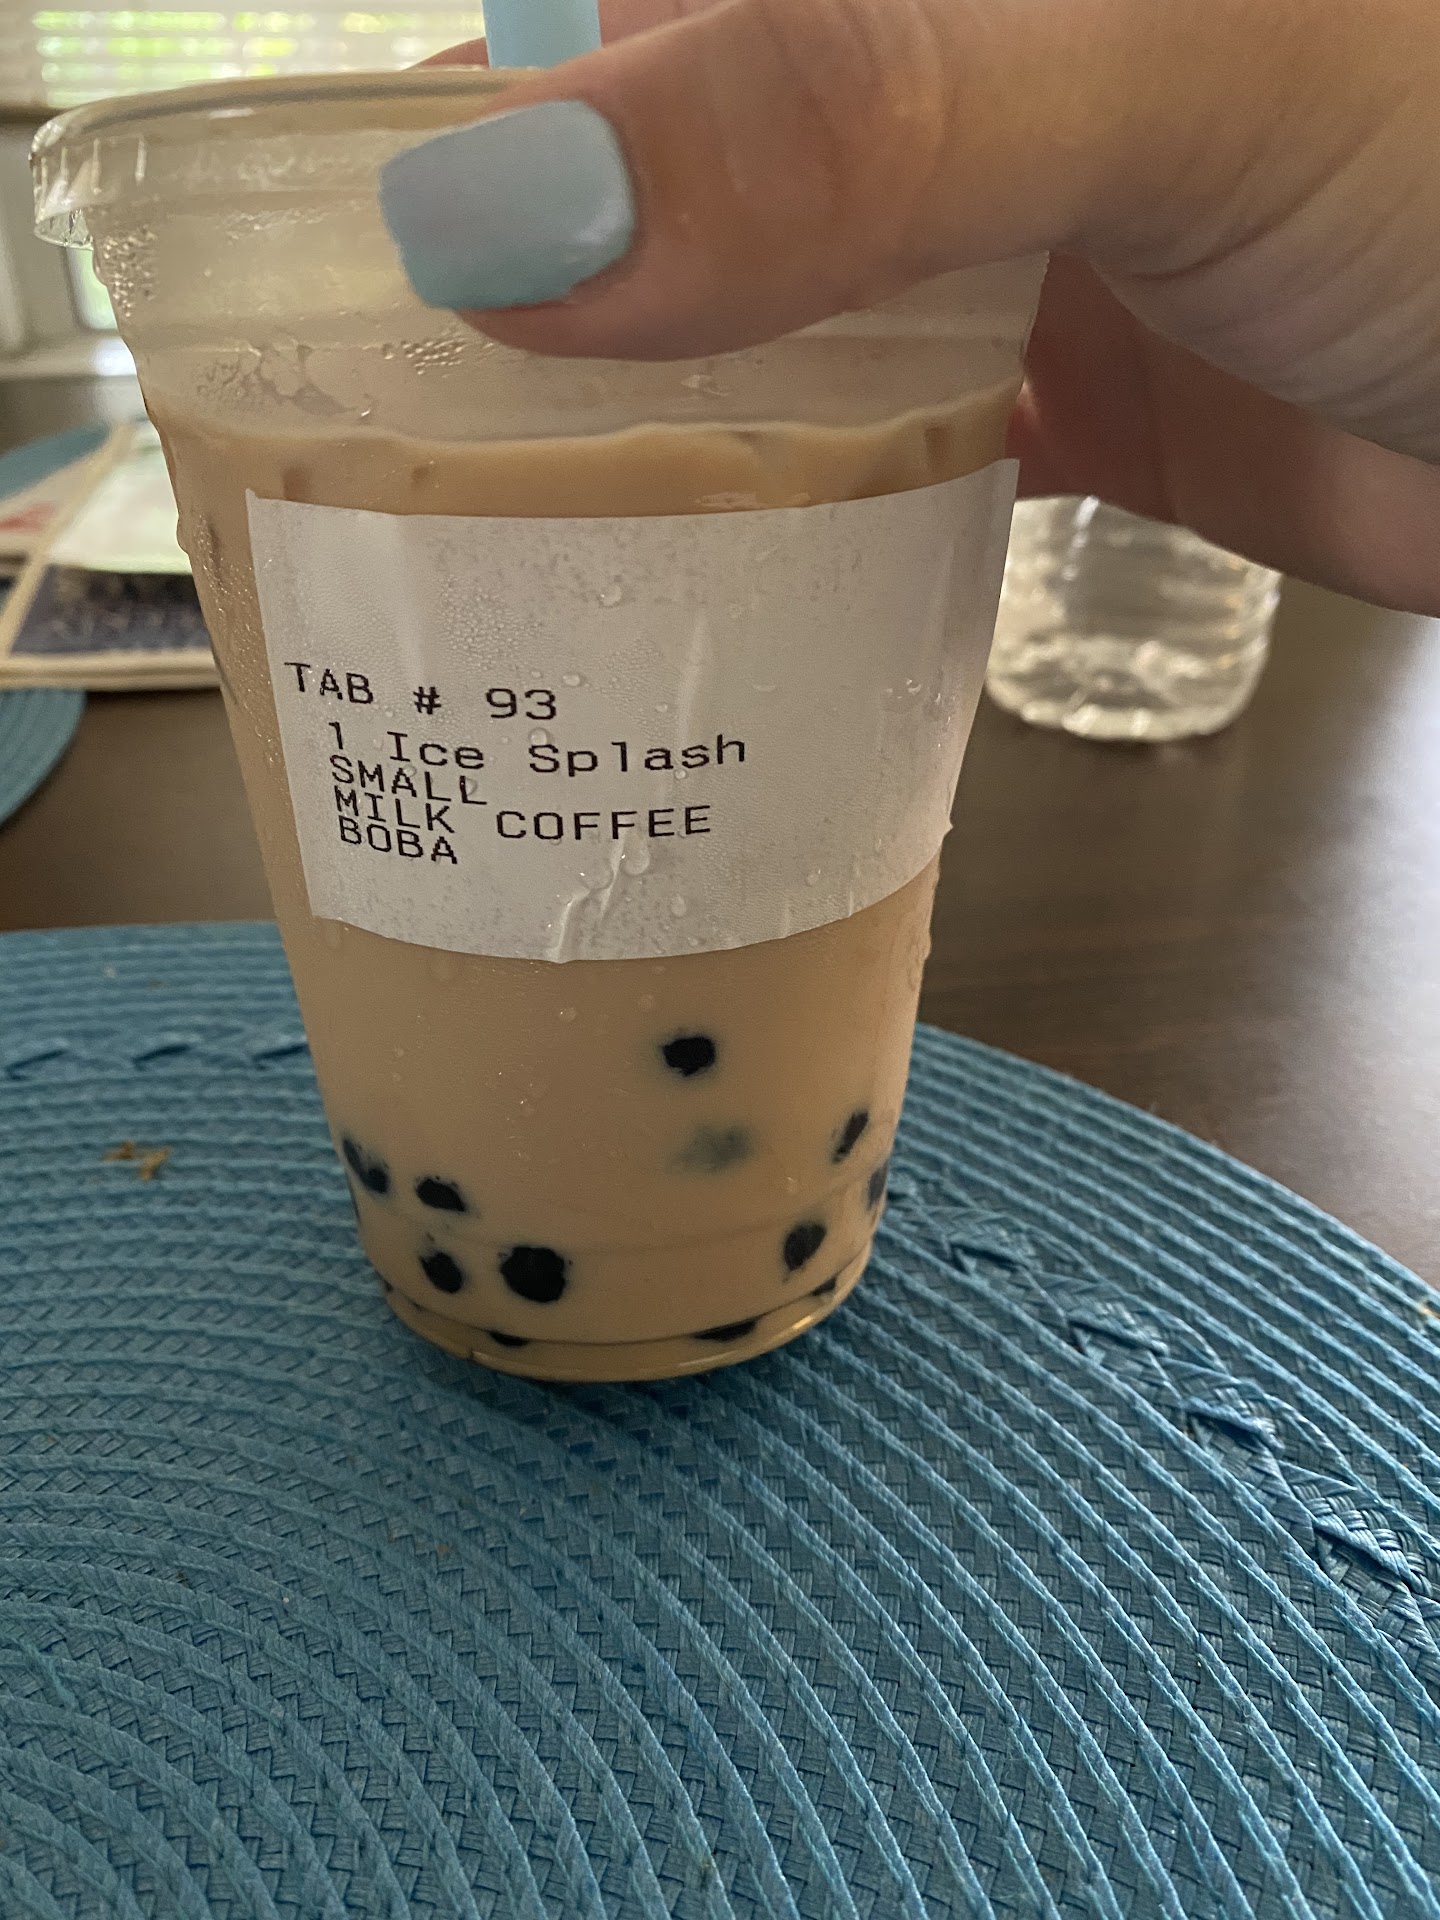 TAB # 93
1 Ice Splash
SMALL
MILK COFFEE
BOBA